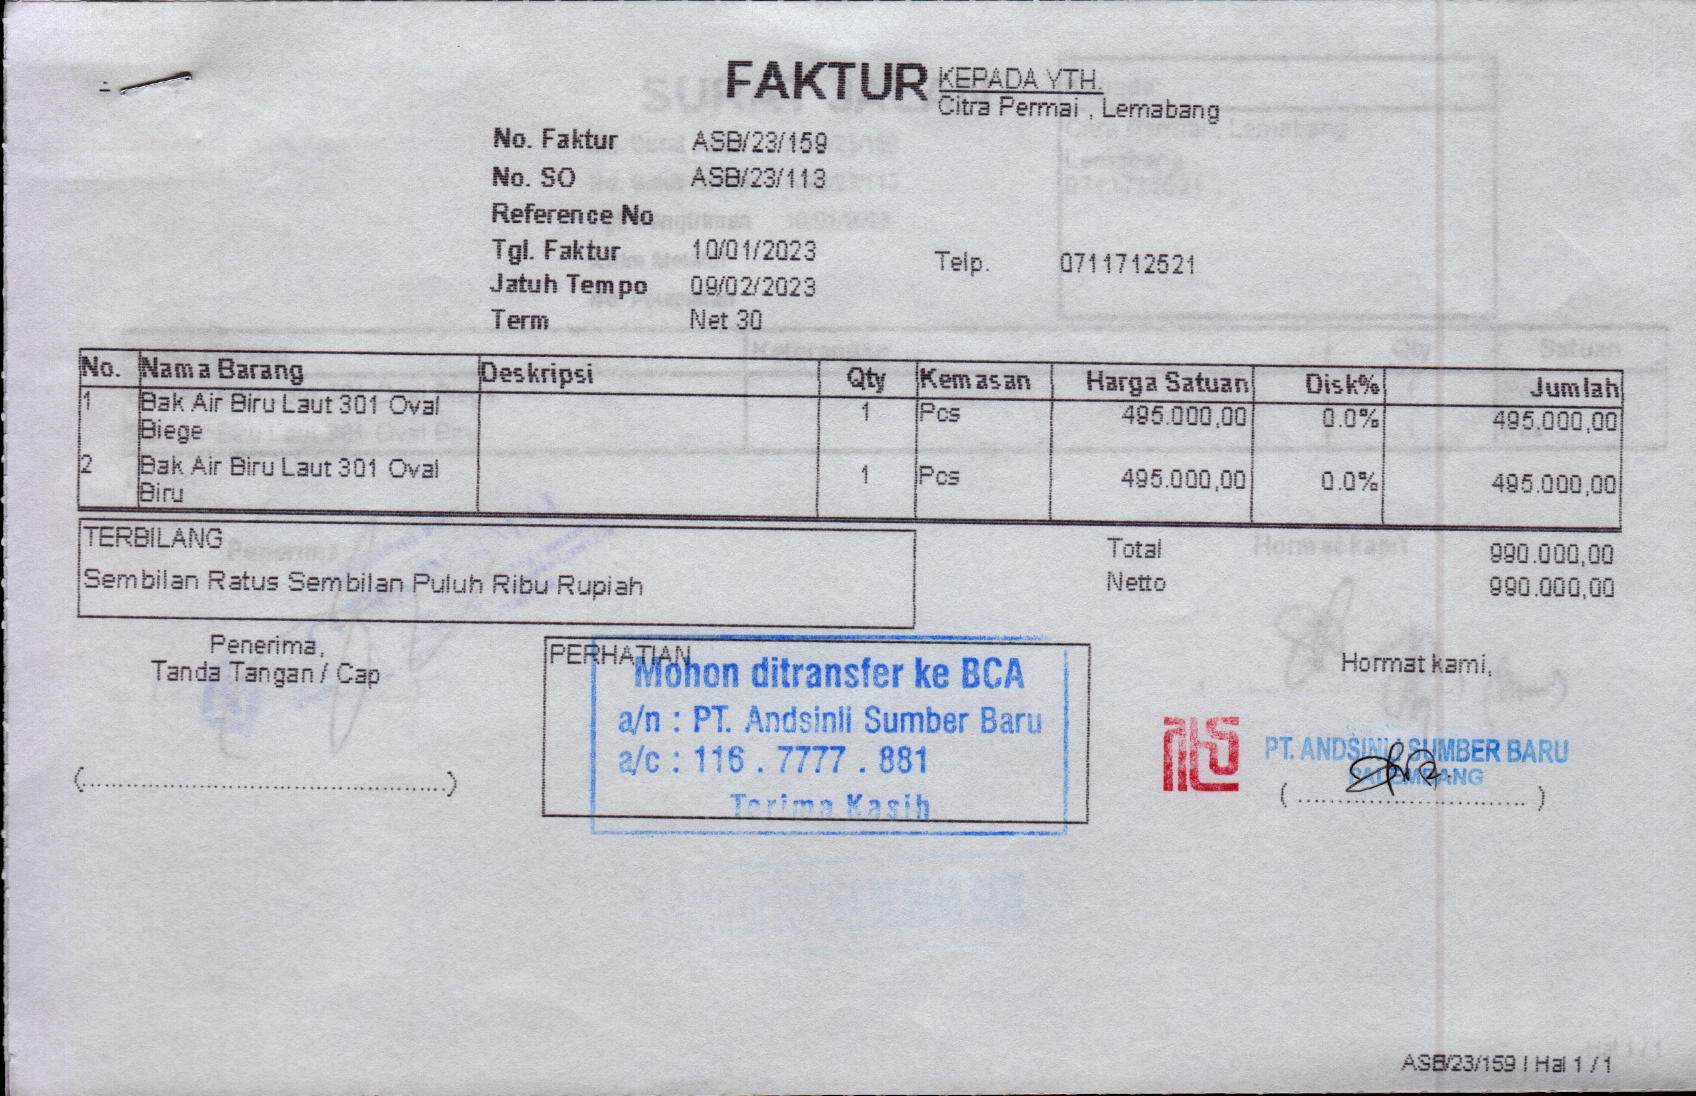 FAKTUR
KEPADA YTH.
Citra Permai , Lemabang
No. Faktur ASB/23/159
No. SO ASB/23/113
Reference No
Tgl. Faktur 10/01/2023
Telp. 0711712521
Jatuh Tempo 09/02/2023
Term Net 30
No. Nama Barang Deskripsi Qty Kemasan Harga Satuan Disk% Jumlah
1 Bak Air Biru Laut 301 Oval 1 Pcs 495.000,00 0.0% 495.000,00
Biege
2 Bak Air Biru Laut 301 Oval 1 Pcs 495.000,00 0.0% 495.000,00
Biru
TERBILANG
Sembilan Ratus Sembilan Puluh Ribu Rupiah
Total 990.000,00
Netto 990.000,00
Penerima,
Tanda Tangan / Cap
(..............................................)
PERHATIAN
Mohon ditransfer ke BCA
a/n : PT. Andsinli Sumber Baru
a/c : 116 . 7777 . 881
Terima Kasih
Hormat kami,
PT. ANDSINLI SUMBER BARU
PALEMBANG
( ............................. )
ASB/23/159 | Hal 1 / 1